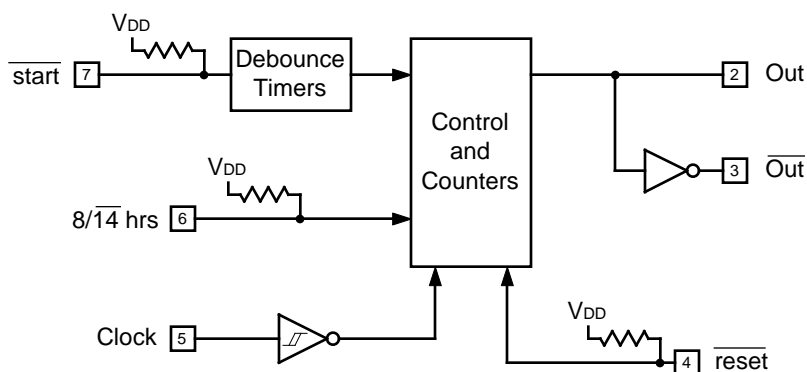 VDD
start
7
Debounce
Timers
2
Out
Control
and
Counters
VDD
3
Out
8/14 hrs
6
VDD
Clock
5
4
reset